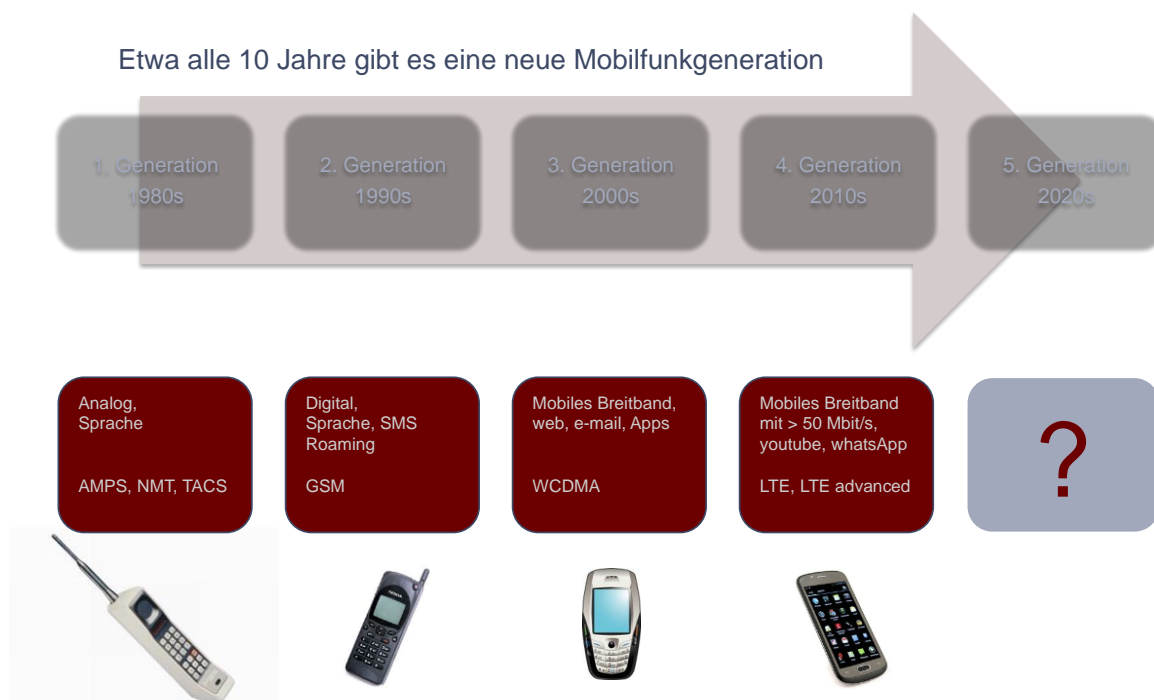 Etwa alle 10 Jahre gibt es eine neue Mobilfunkgeneration
1. Generation
1980s
2. Generation
1990s
3. Generation
2000s
4. Generation
2010s
5. Generation
2020s
Analog,
Sprache
AMPS, NMT, TACS
Digital,
Sprache, SMS
Roaming
GSM
Mobiles Breitband,
web, e-mail, Apps
WCDMA
Mobiles Breitband
mit > 50 Mbit/s,
youtube, whatsApp
LTE, LTE advanced
?
NOKIA